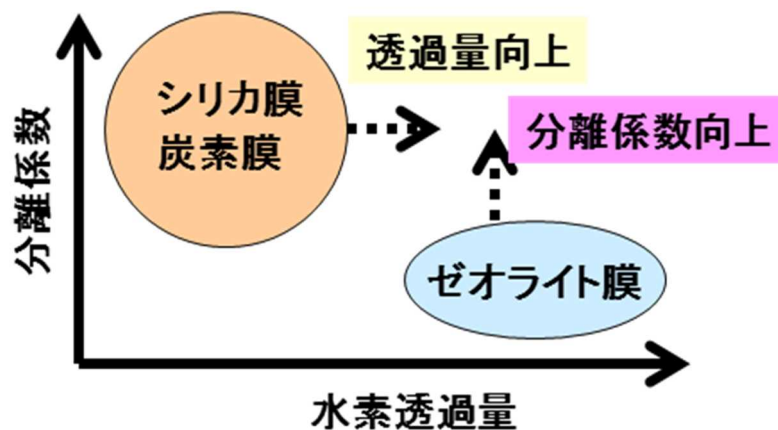 透過量向上
シリカ膜
炭素膜
分離係数向上
分離係数
ゼオライト膜
水素透過量